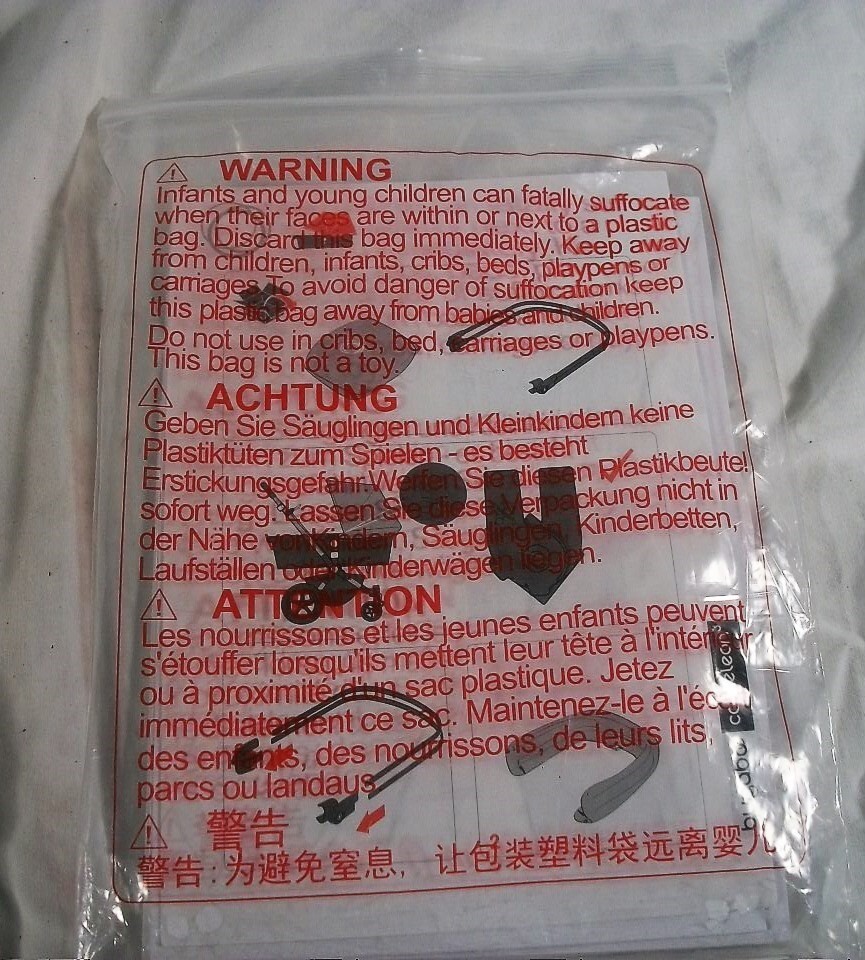 WARNING
Infants and young children can fatally suffocate
when their faces are within or next to a plastic
bag. Discard this bag immediately. Keep away
from children, infants, cribs, beds, playpens or
carriages. To avoid danger of suffocation keep
this plastic bag away from babies and children.
Do not use in cribs, bed, carriages or playpens.
This bag is not a toy.
ACHTUNG
Geben Sie Säuglingen und Kleinkindern keine
Plastiktüten zum Spielen - es besteht
Erstickungsgefahr. Werfen Sie diesen Plastikbeutel
sofort weg. Lassen Sie diese Verpackung nicht in
der Nähe von Kindern, Säuglingen, Kinderbetten,
Laufställen oder Kinderwägen liegen.
ATTENTION
Les nourrissons et les jeunes enfants peuvent
s'étouffer lorsqu'ils mettent leur tête à l'intérieur
ou à proximité d'un sac plastique. Jetez
immédiatement ce sac. Maintenez-le à l'écart
des enfants, des nourrissons, de leurs lits,
parcs ou landaus.
警告
警告:为避免窒息, 让包装塑料袋远离婴儿
bugaboo cameleon³
2